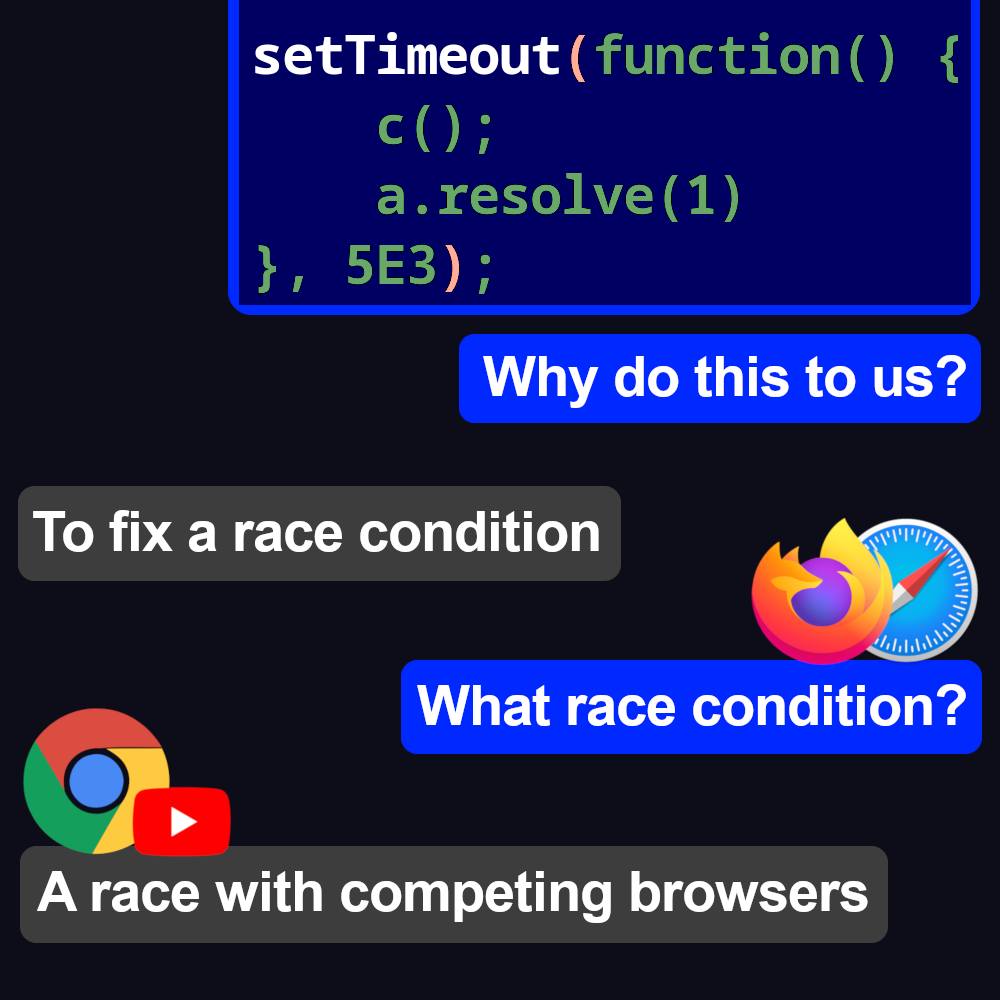 setTimeout(function() {
    c();
    a.resolve(1)
}, 5E3);
Why do this to us?
To fix a race condition
What race condition?
A race with competing browsers